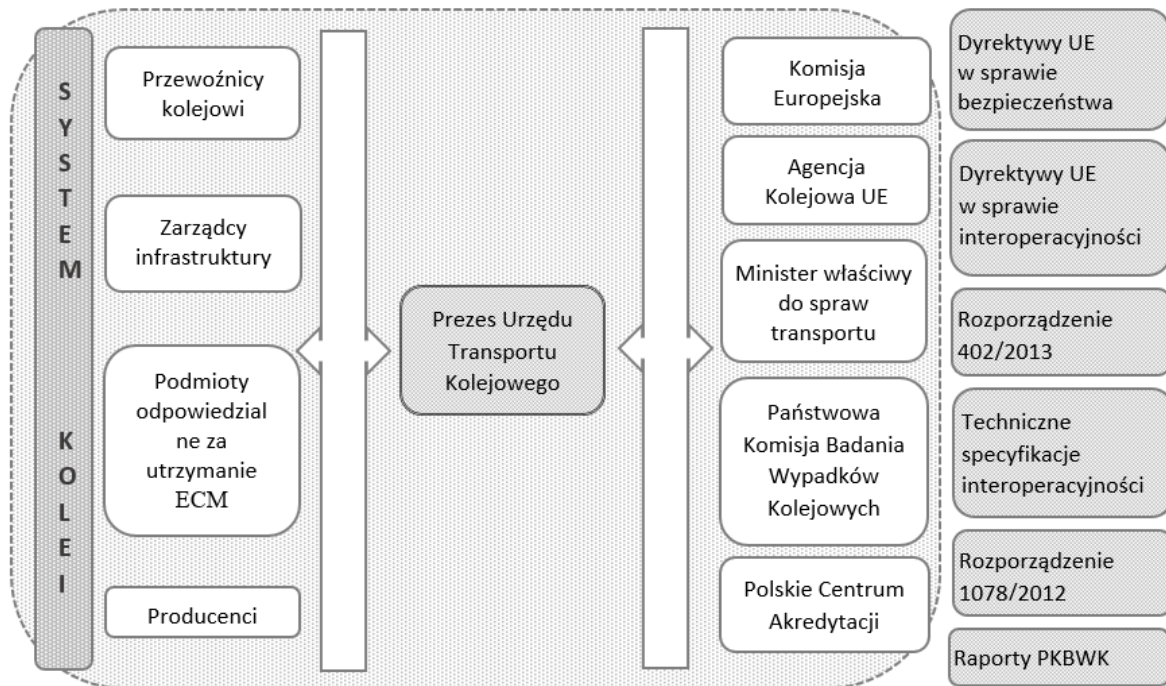 SYSTEM KOLEI
Przewoźnicy
kolejowi
Zarządcy
infrastruktury
Podmioty
odpowiedzial
ne za
utrzymanie
ECM
Producenci
Prezes Urzędu
Transportu
Kolejowego
Komisja
Europejska
Agencja
Kolejowa UE
Minister właściwy
do spraw
transportu
Państwowa
Komisja Badania
Wypadków
Kolejowych
Polskie Centrum
Akredytacji
Dyrektywy UE
w sprawie
bezpieczeństwa
Dyrektywy UE
w sprawie
interoperacyjności
Rozporządzenie
402/2013
Techniczne
specyfikacje
interoperacyjności
Rozporządzenie
1078/2012
Raporty PKBWK